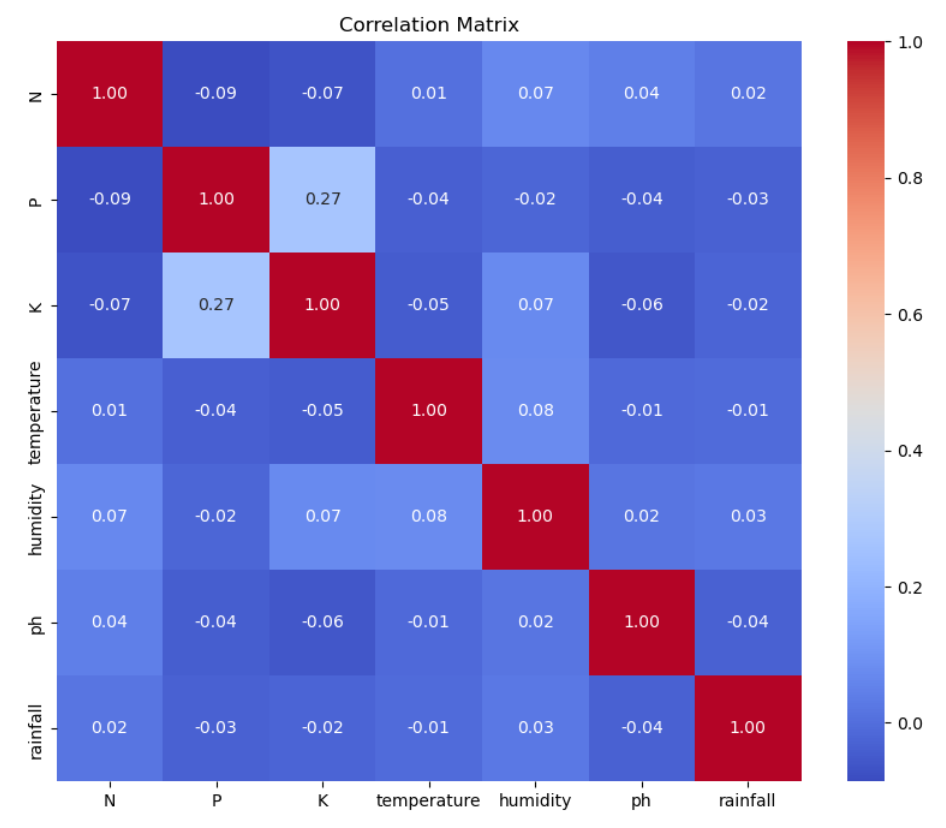 Correlation Matrix
N 1.00 -0.09 -0.07 0.01 0.07 0.04 0.02
P -0.09 1.00 0.27 -0.04 -0.02 -0.04 -0.03
K -0.07 0.27 1.00 -0.05 0.07 -0.06 -0.02
temperature 0.01 -0.04 -0.05 1.00 0.08 -0.01 -0.01
humidity 0.07 -0.02 0.07 0.08 1.00 0.02 0.03
ph 0.04 -0.04 -0.06 -0.01 0.02 1.00 -0.04
rainfall 0.02 -0.03 -0.02 -0.01 0.03 -0.04 1.00
N P K temperature humidity ph rainfall
1.0
0.8
0.6
0.4
0.2
0.0